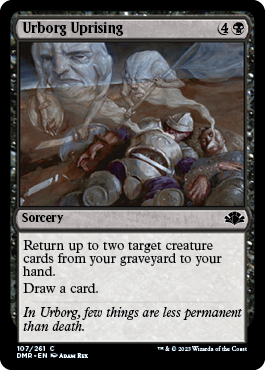 Urborg Uprising 4
Sorcery
Return up to two target creature
cards from your graveyard to your
hand.
Draw a card.
In Urborg, few things are less permanent
than death.
107/261 C
DMR • EN Adam Rex
™ & © 2023 Wizards of the Coast